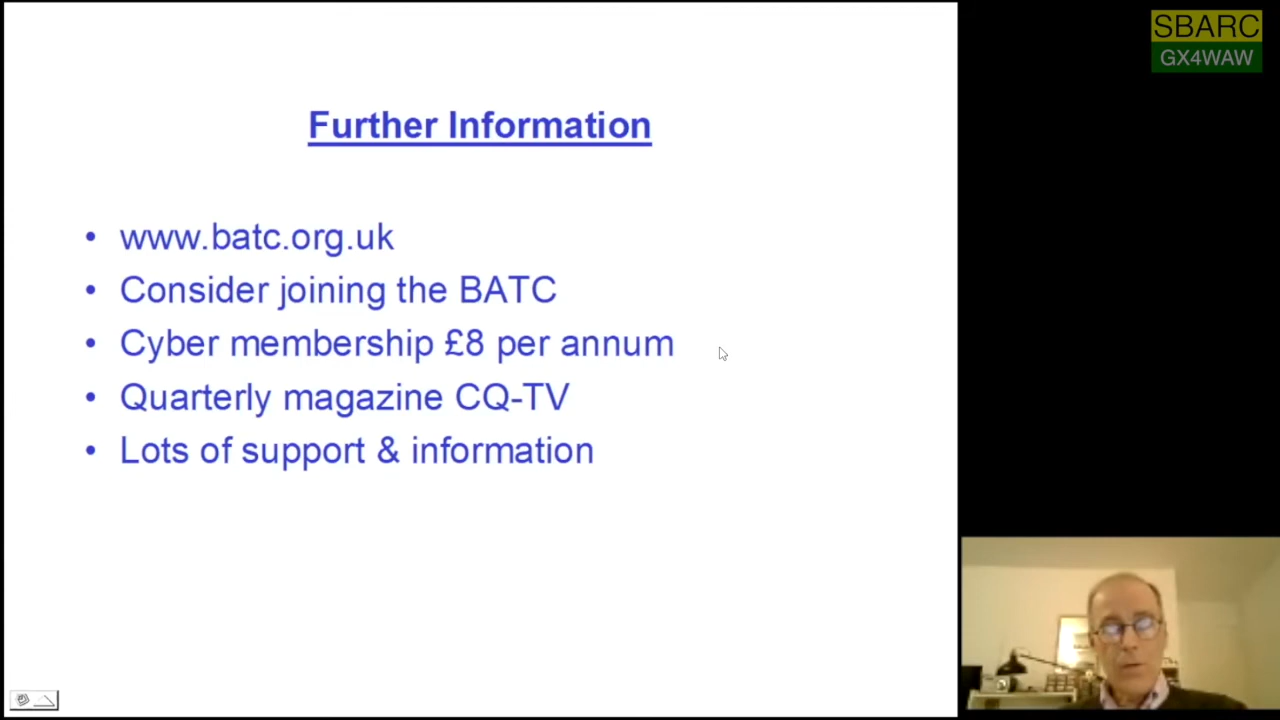 SBARC
GX4WAW
Further Information
• www.batc.org.uk
• Consider joining the BATC
• Cyber membership £8 per annum
• Quarterly magazine CQ-TV
• Lots of support & information